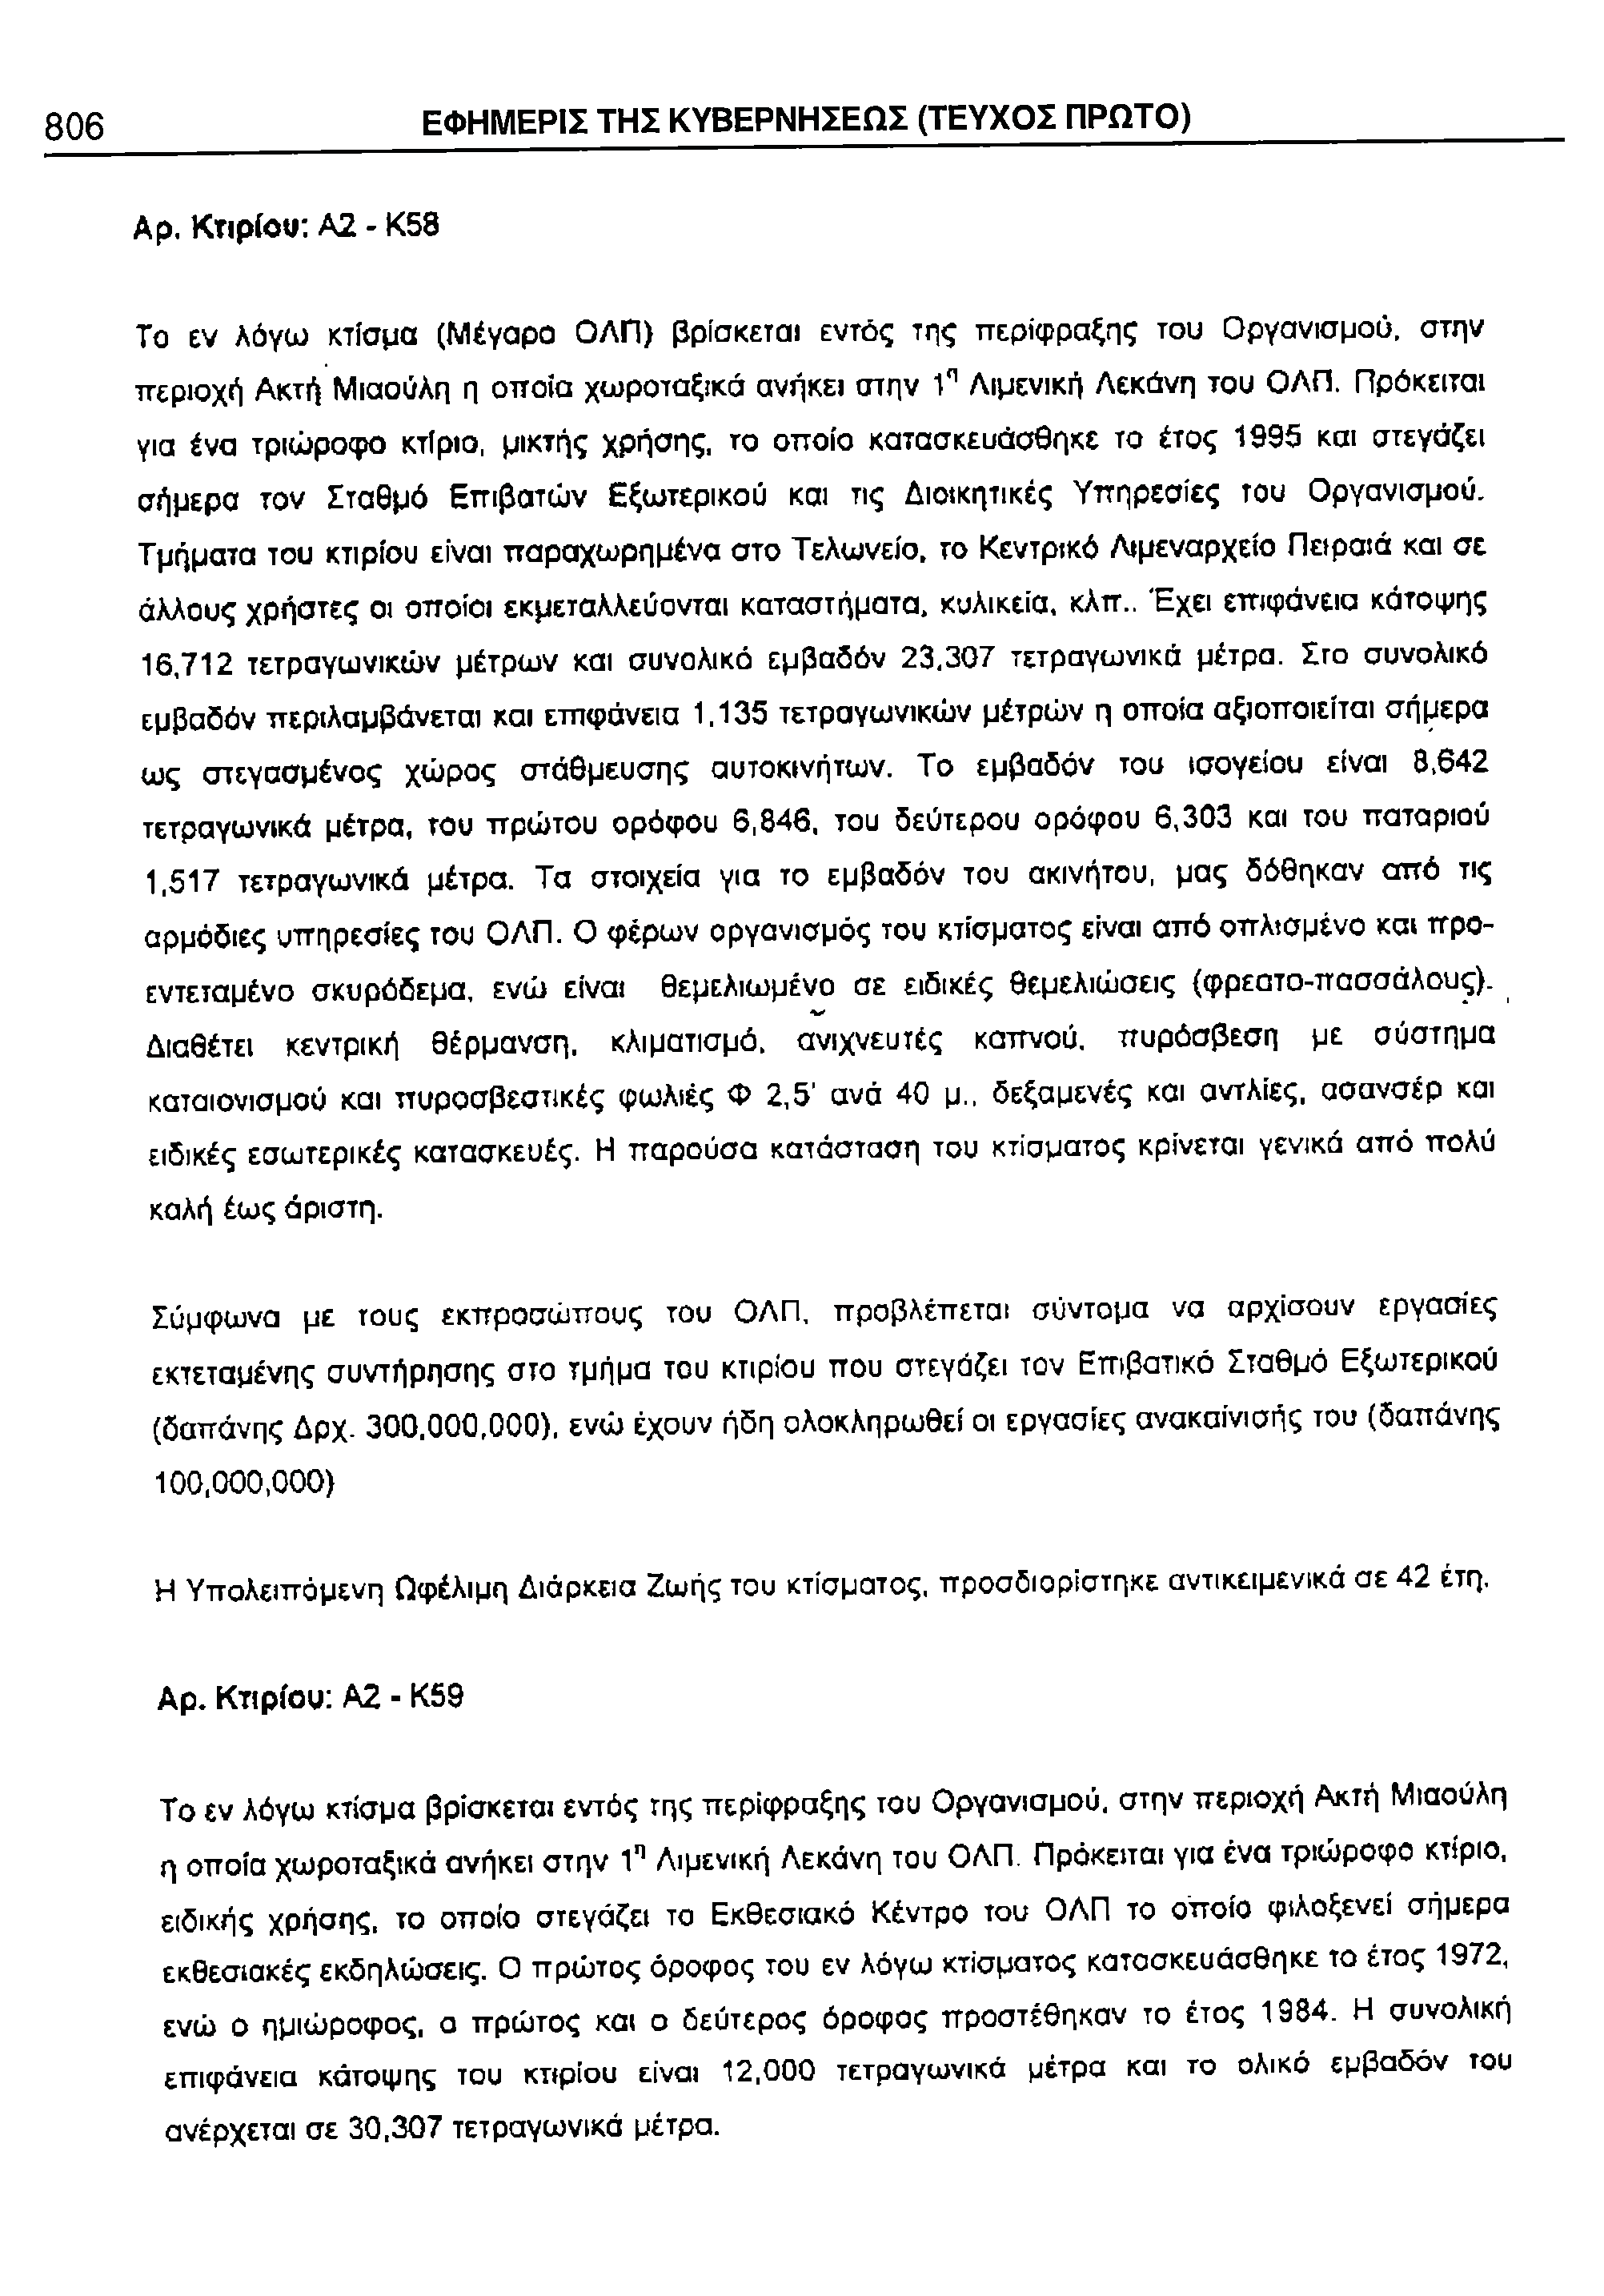 806
ΕΦΗΜΕΡΙΣ ΤΗΣ ΚΥΒΕΡΝΗΣΕΩΣ (ΤΕΥΧΟΣ ΠΡΩΤΟ)
Αρ. Κτιρίου: Α2 - Κ58
Το εν λόγω κτίσμα (Μέγαρο ΟΛΠ) βρίσκεται εντός της περίφραξης του Οργανισμού, στην
περιοχή Ακτή Μιαούλη η οποία χωροταξικά ανήκει στην 1η Λιμενική Λεκάνη του ΟΛΠ. Πρόκειται
για ένα τριώροφο κτίριο, μικτής χρήσης, το οποίο κατασκευάσθηκε το έτος 1995 και στεγάζει
σήμερα τον Σταθμό Επιβατών Εξωτερικού και τις Διοικητικές Υπηρεσίες του Οργανισμού.
Τμήματα του κτιρίου είναι παραχωρημένα στο Τελωνείο, το Κεντρικό Λιμεναρχείο Πειραιά και σε
άλλους χρήστες οι οποίοι εκμεταλλεύονται καταστήματα, κυλικεία, κλπ.. Έχει επιφάνεια κάτοψης
16,712 τετραγωνικών μέτρων και συνολικό εμβαδόν 23,307 τετραγωνικά μέτρα. Στο συνολικό
εμβαδόν περιλαμβάνεται και επιφάνεια 1,135 τετραγωνικών μέτρών η οποία αξιοποιείται σήμερα
ως στεγασμένος χώρος στάθμευσης αυτοκινήτων. Το εμβαδόν του ισογείου είναι 8,642
τετραγωνικά μέτρα, του πρώτου ορόφου 6,846, του δεύτερου ορόφου 6,303 και του παταριού
1,517 τετραγωνικά μέτρα. Τα στοιχεία για το εμβαδόν του ακινήτου, μας δόθηκαν από τις
αρμόδιες υπηρεσίες του ΟΛΠ. Ο φέρων οργανισμός του κτίσματος είναι από οπλισμένο και προ-
εντεταμένο σκυρόδεμα, ενώ είναι θεμελιωμένο σε ειδικές θεμελιώσεις (φρεατο-πασσάλους).
Διαθέτει κεντρική θέρμανση, κλιματισμό, ανιχνευτές καπνού, πυρόσβεση με σύστημα
καταιονισμού και πυροσβεστικές φωλιές Φ 2,5' ανά 40 μ., δεξαμενές και αντλίες, ασανσέρ και
ειδικές εσωτερικές κατασκευές. Η παρούσα κατάσταση του κτίσματος κρίνεται γενικά από πολύ
καλή έως άριστη.
Σύμφωνα με τους εκπροσώπους του ΟΛΠ, προβλέπεται σύντομα να αρχίσουν εργασίες
εκτεταμένης συντήρησης στο τμήμα του κτιρίου που στεγάζει τον Επιβατικό Σταθμό Εξωτερικού
(δαπάνης Δρχ. 300,000,000), ενώ έχουν ήδη ολοκληρωθεί οι εργασίες ανακαίνισής του (δαπάνης
100,000,000)
Η Υπολειπόμενη Ωφέλιμη Διάρκεια Ζωής του κτίσματος, προσδιορίστηκε αντικειμενικά σε 42 έτη.
Αρ. Κτιρίου: Α2 - Κ59
Το εν λόγω κτίσμα βρίσκεται εντός της περίφραξης του Οργανισμού, στην περιοχή Ακτή Μιαούλη
η οποία χωροταξικά ανήκει στην 1η Λιμενική Λεκάνη του ΟΛΠ. Πρόκειται για ένα τριώροφο κτίριο,
ειδικής χρήσης, το οποίο στεγάζει το Εκθεσιακό Κέντρο του ΟΛΠ το οποίο φιλοξενεί σήμερα
εκθεσιακές εκδηλώσεις. Ο πρώτος όροφος του εν λόγω κτίσματος κατασκευάσθηκε το έτος 1972,
ενώ ο ημιώροφος, ο πρώτος και ο δεύτερος όροφος προστέθηκαν το έτος 1984. Η συνολική
επιφάνεια κάτοψης του κτιρίου είναι 12,000 τετραγωνικά μέτρα και το ολικό εμβαδόν του
ανέρχεται σε 30,307 τετραγωνικά μέτρα.